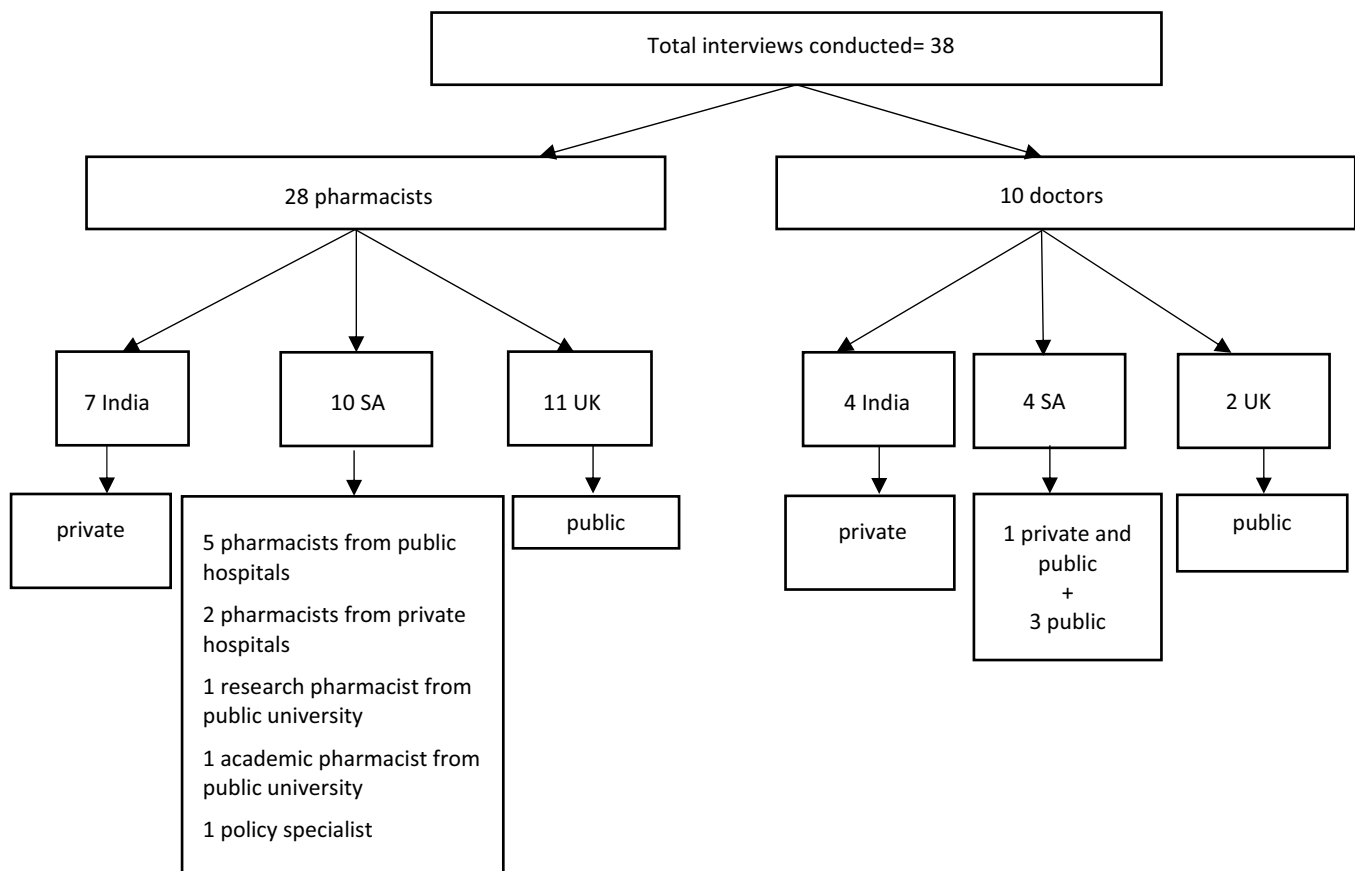 Total interviews conducted= 38
28 pharmacists
10 doctors
7 India
10 SA
11 UK
4 India
4 SA
2 UK
private
5 pharmacists from public
hospitals
2 pharmacists from private
hospitals
1 research pharmacist from
public university
1 academic pharmacist from
public university
1 policy specialist
public
private
1 private and
public
+
3 public
public